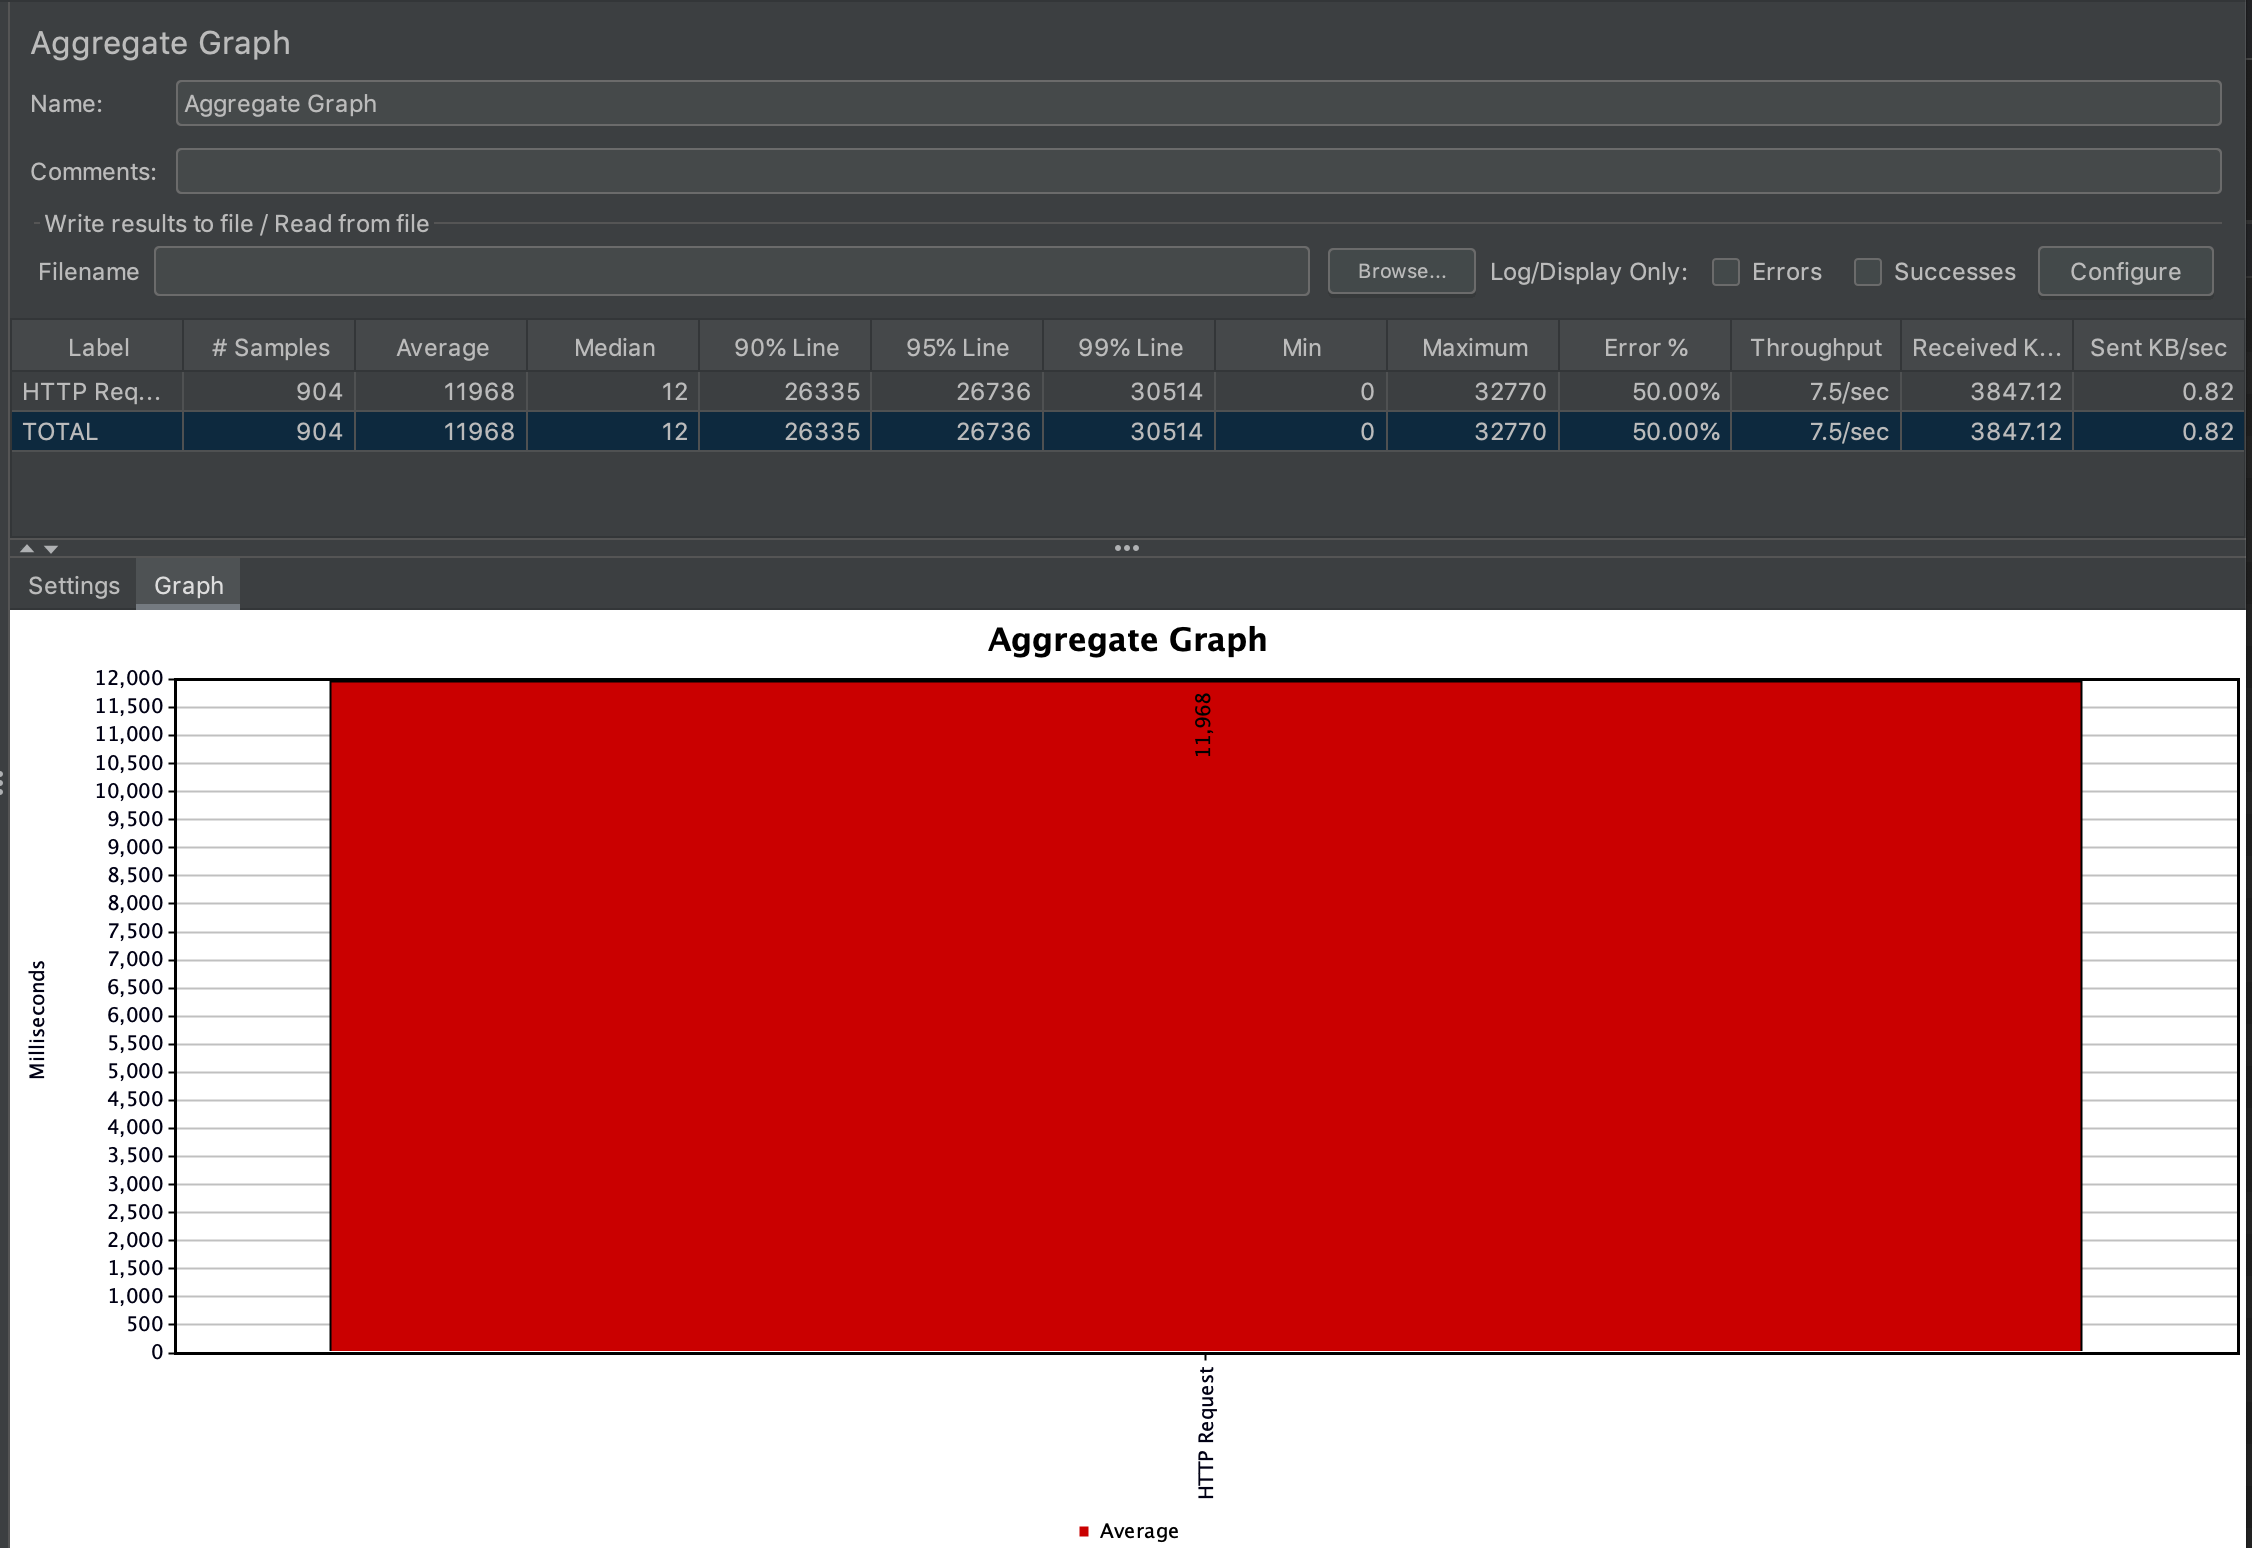 Aggregate Graph
Name: Aggregate Graph
Comments:
Write results to file / Read from file
Filename Browse... Log/Display Only: Errors Successes Configure
Label # Samples Average Median 90% Line 95% Line 99% Line Min Maximum Error % Throughput Received K... Sent KB/sec
HTTP Req... 904 11968 12 26335 26736 30514 0 32770 50.00% 7.5/sec 3847.12 0.82
TOTAL 904 11968 12 26335 26736 30514 0 32770 50.00% 7.5/sec 3847.12 0.82
Settings Graph
Aggregate Graph
12,000
11,500
11,000
10,500
10,000
9,500
9,000
8,500
8,000
7,500
7,000
6,500
6,000
5,500
5,000
4,500
4,000
3,500
3,000
2,500
2,000
1,500
1,000
500
0
Milliseconds
11,968
HTTP Request
Average